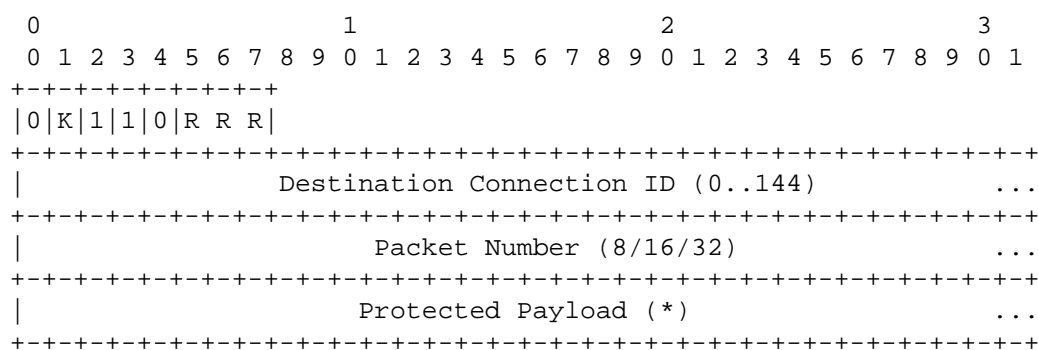 0                   1                   2                   3
 0 1 2 3 4 5 6 7 8 9 0 1 2 3 4 5 6 7 8 9 0 1 2 3 4 5 6 7 8 9 0 1
+-+-+-+-+-+-+-+-+
|0|K|1|1|0|R R R|
+-+-+-+-+-+-+-+-+-+-+-+-+-+-+-+-+-+-+-+-+-+-+-+-+-+-+-+-+-+-+-+-+
|                Destination Connection ID (0..144)           ...
+-+-+-+-+-+-+-+-+-+-+-+-+-+-+-+-+-+-+-+-+-+-+-+-+-+-+-+-+-+-+-+-+
|                      Packet Number (8/16/32)                ...
+-+-+-+-+-+-+-+-+-+-+-+-+-+-+-+-+-+-+-+-+-+-+-+-+-+-+-+-+-+-+-+-+
|                     Protected Payload (*)                   ...
+-+-+-+-+-+-+-+-+-+-+-+-+-+-+-+-+-+-+-+-+-+-+-+-+-+-+-+-+-+-+-+-+